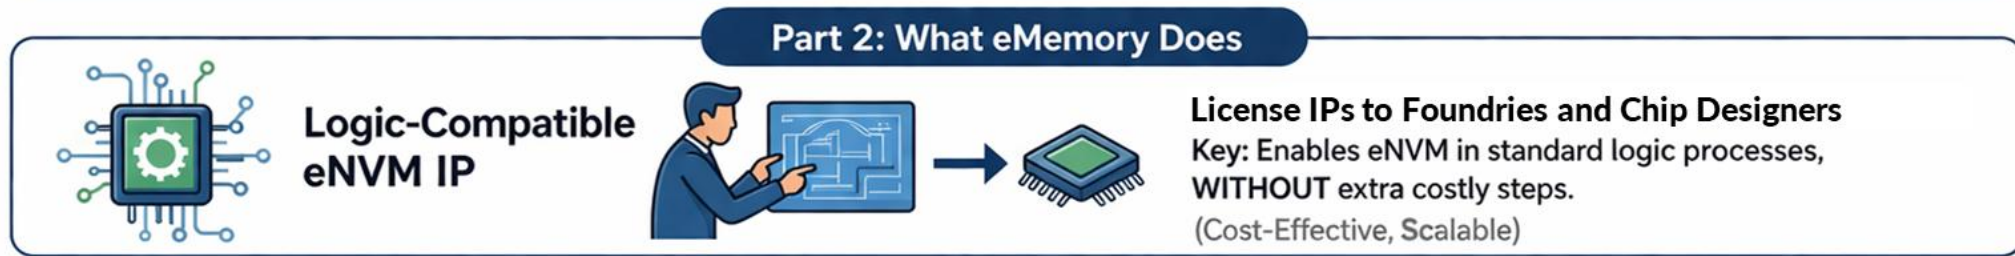 Part 2: What eMemory Does
Logic-Compatible
eNVM IP
License IPs to Foundries and Chip Designers
Key: Enables eNVM in standard logic processes,
WITHOUT extra costly steps.
(Cost-Effective, Scalable)